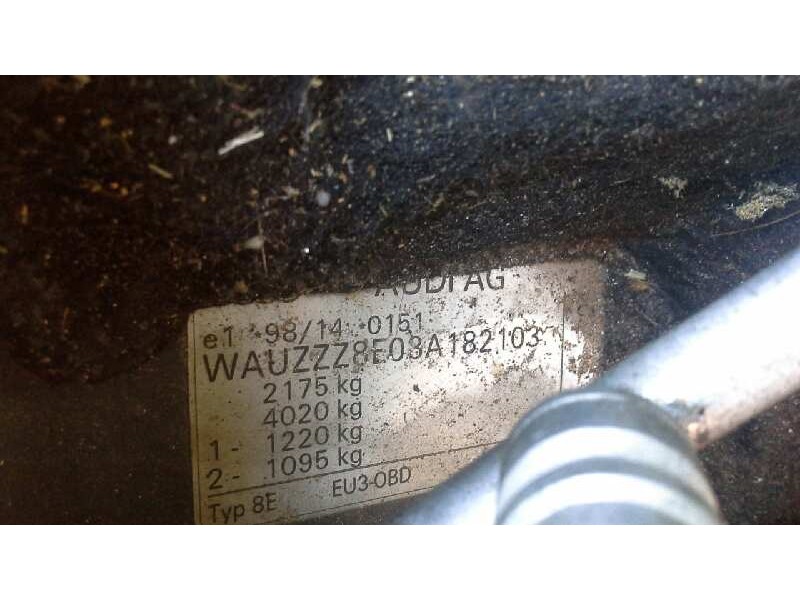 AUDI AG
e1 *98/14*0151
WAUZZZ8E03A182103
2175 kg
4020 kg
1- 1220 kg
2- 1095 kg
Typ 8E EU3-OBD